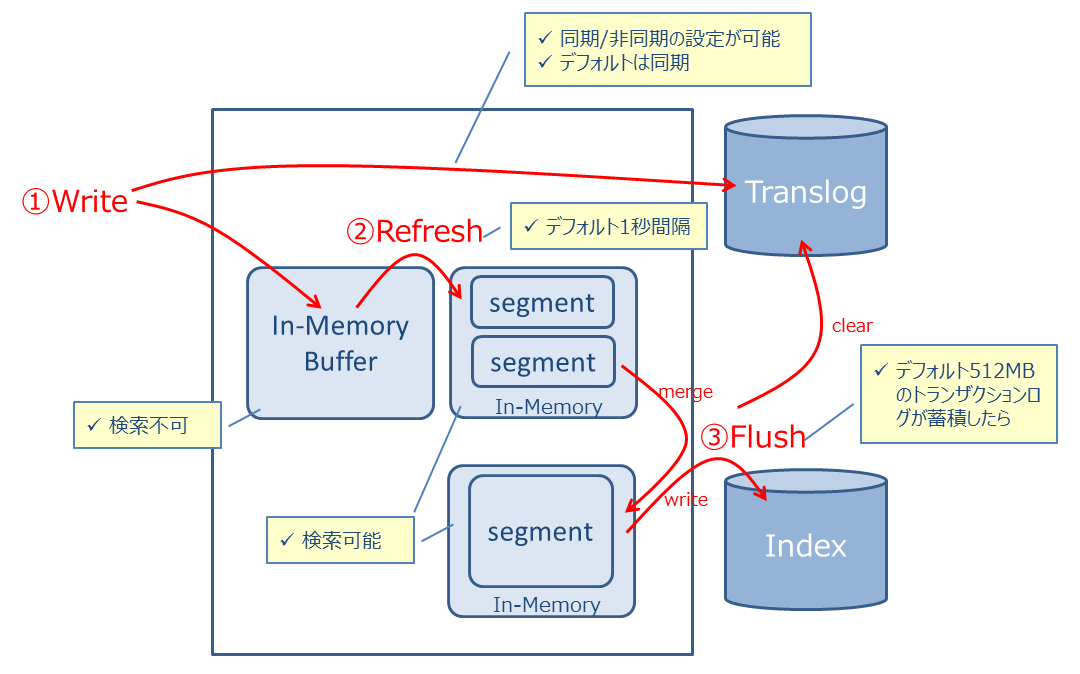 ✓ 同期/非同期の設定が可能
✓ デフォルトは同期
Translog
①Write
②Refresh
✓ デフォルト1秒間隔
In-Memory
Buffer
segment
segment
In-Memory
clear
merge
✓ デフォルト512MB
のトランザクションロ
グが蓄積したら
✓ 検索不可
③Flush
write
segment
In-Memory
✓ 検索可能
Index